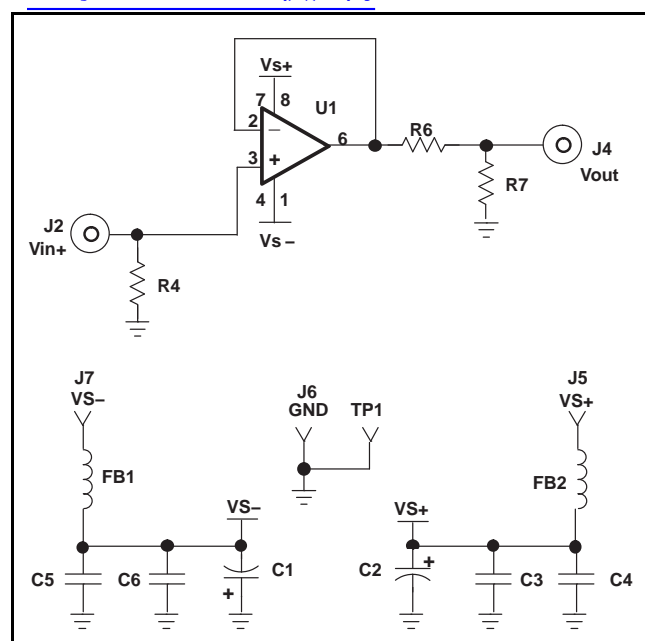 Vs+
7 8
U1
2 −
6
R6
J4
3 +
R7
Vout
4 1
J2
Vin+
Vs −
R4
J7
VS−
J6
GND
TP1
J5
VS+
FB1
FB2
VS−
VS+
C5
C6
C1
+
C2
+
C3
C4